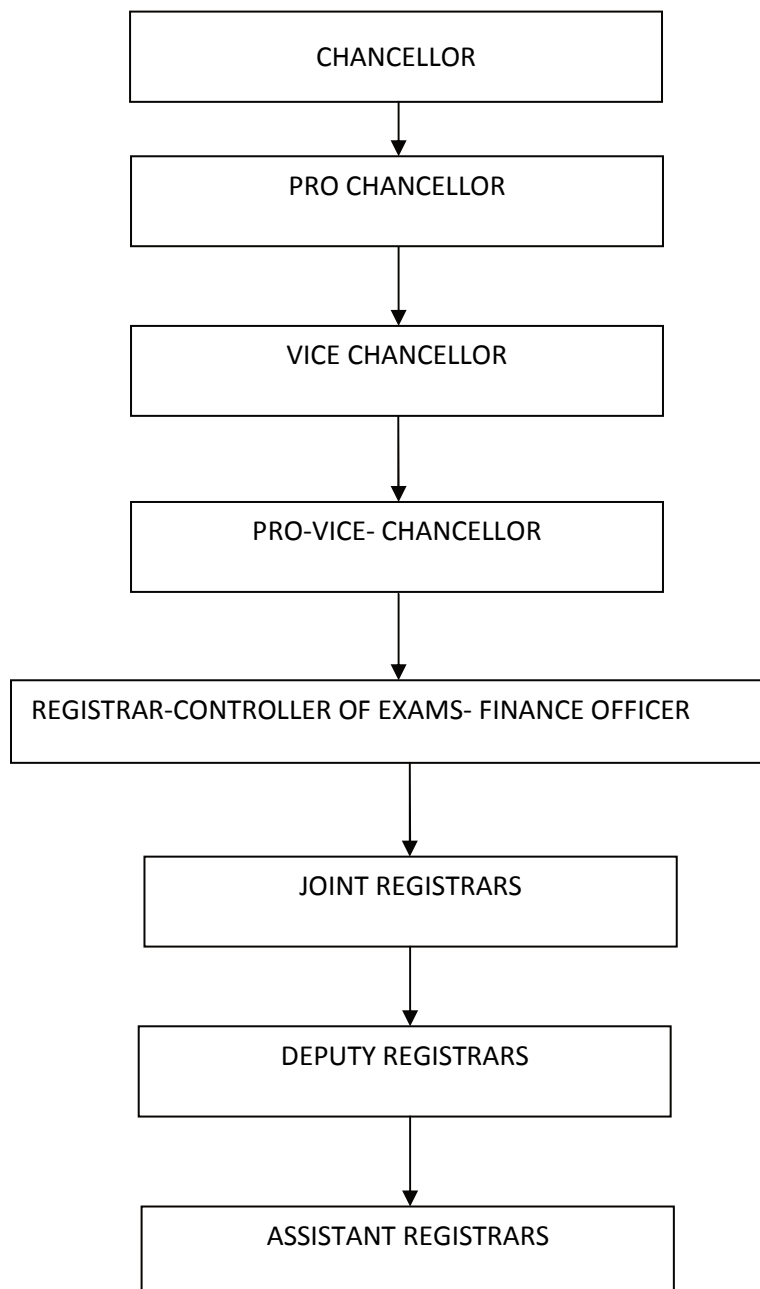 CHANCELLOR
PRO CHANCELLOR
VICE CHANCELLOR
PRO-VICE- CHANCELLOR
REGISTRAR-CONTROLLER OF EXAMS- FINANCE OFFICER
JOINT REGISTRARS
DEPUTY REGISTRARS
ASSISTANT REGISTRARS